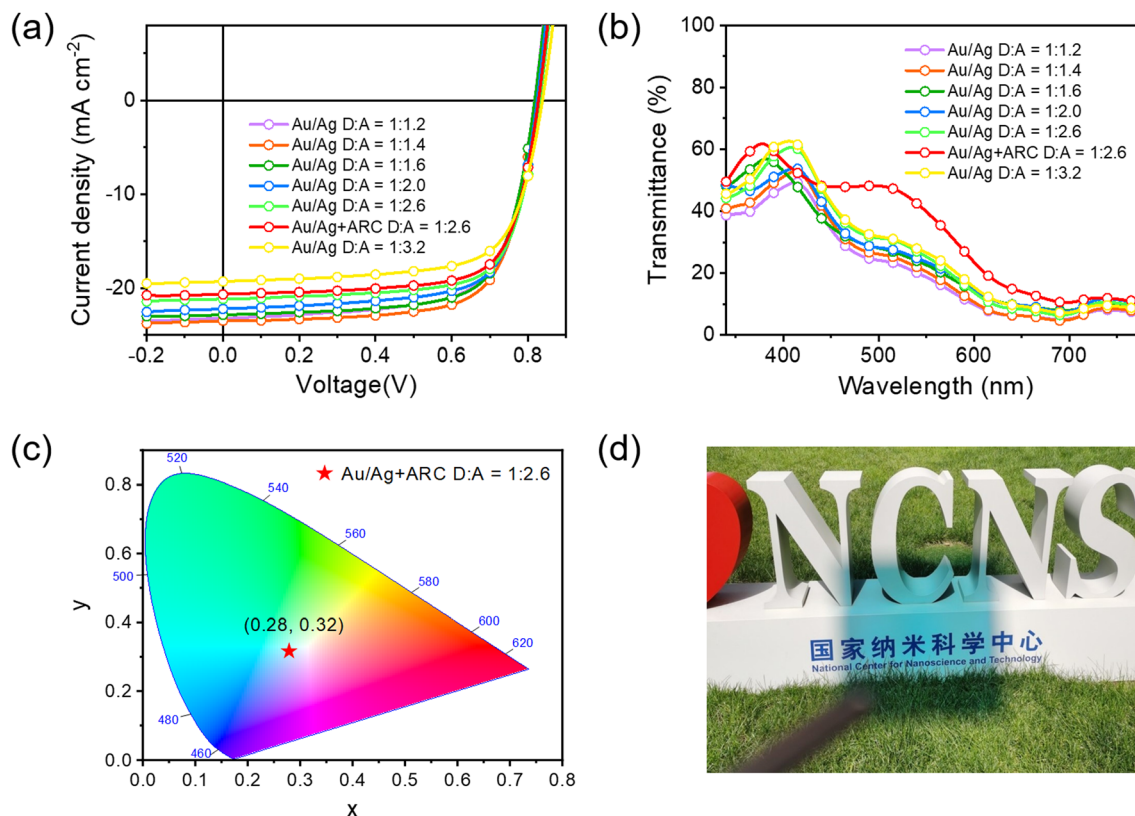 (a)
Current density (mA cm⁻²)
0
-10
-20
-0.2 0.0 0.2 0.4 0.6 0.8
Voltage(V)
Au/Ag D:A = 1:1.2
Au/Ag D:A = 1:1.4
Au/Ag D:A = 1:1.6
Au/Ag D:A = 1:2.0
Au/Ag D:A = 1:2.6
Au/Ag+ARC D:A = 1:2.6
Au/Ag D:A = 1:3.2
(b)
Transmittance (%)
100
80
60
40
20
0
400 500 600 700
Wavelength (nm)
Au/Ag D:A = 1:1.2
Au/Ag D:A = 1:1.4
Au/Ag D:A = 1:1.6
Au/Ag D:A = 1:2.0
Au/Ag D:A = 1:2.6
Au/Ag+ARC D:A = 1:2.6
Au/Ag D:A = 1:3.2
(c)
Au/Ag+ARC D:A = 1:2.6
y
0.8
0.6
0.4
0.2
0.0
520
540
560
500
580
600
620
(0.28, 0.32)
480
460
0.0 0.1 0.2 0.3 0.4 0.5 0.6 0.7 0.8
x
(d)
NCNS
国家纳米科学中心
National Center for Nanoscience and Technology